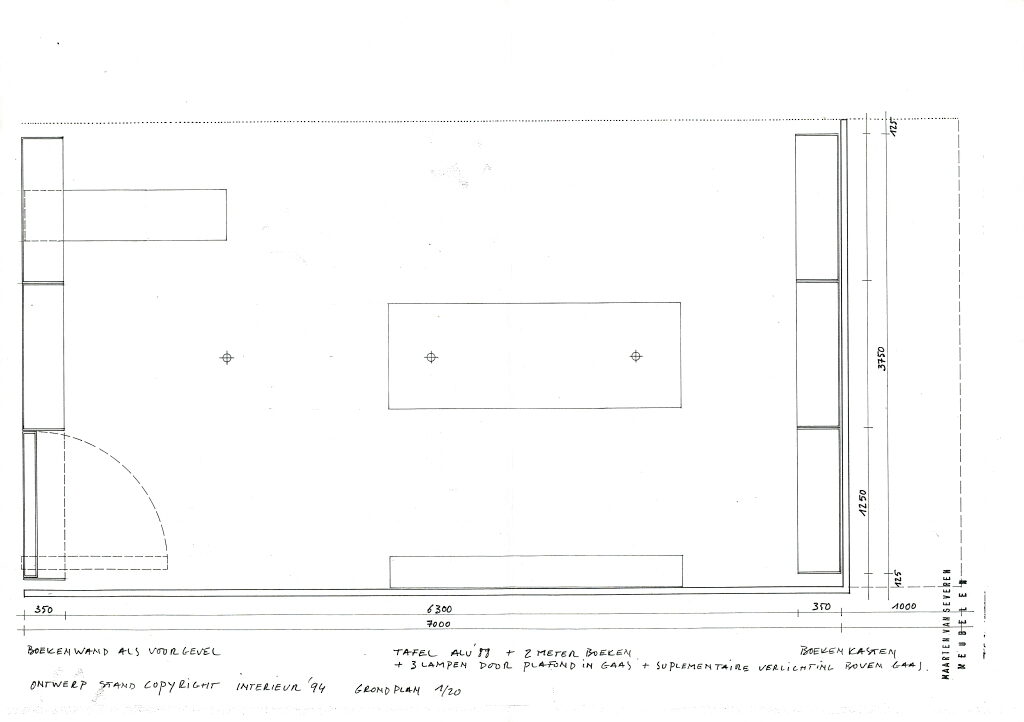 125
3750
1250
125
350
6300
350
1000
7000
MAARTEN VAN SEVEREN
MEUBELEN
BOEKENWAND ALS VOORGEVEL
TAFEL ALU '88 + 2 METER BOEKEN
+ 3 LAMPEN DOOR PLAFOND IN GAAS + SUPLEMENTAIRE VERLICHTING BOVEN GAAS.
BOEKENKASTEN
ONTWERP STAND COPYRIGHT INTERIEUR '94 GRONDPLAN 1/20